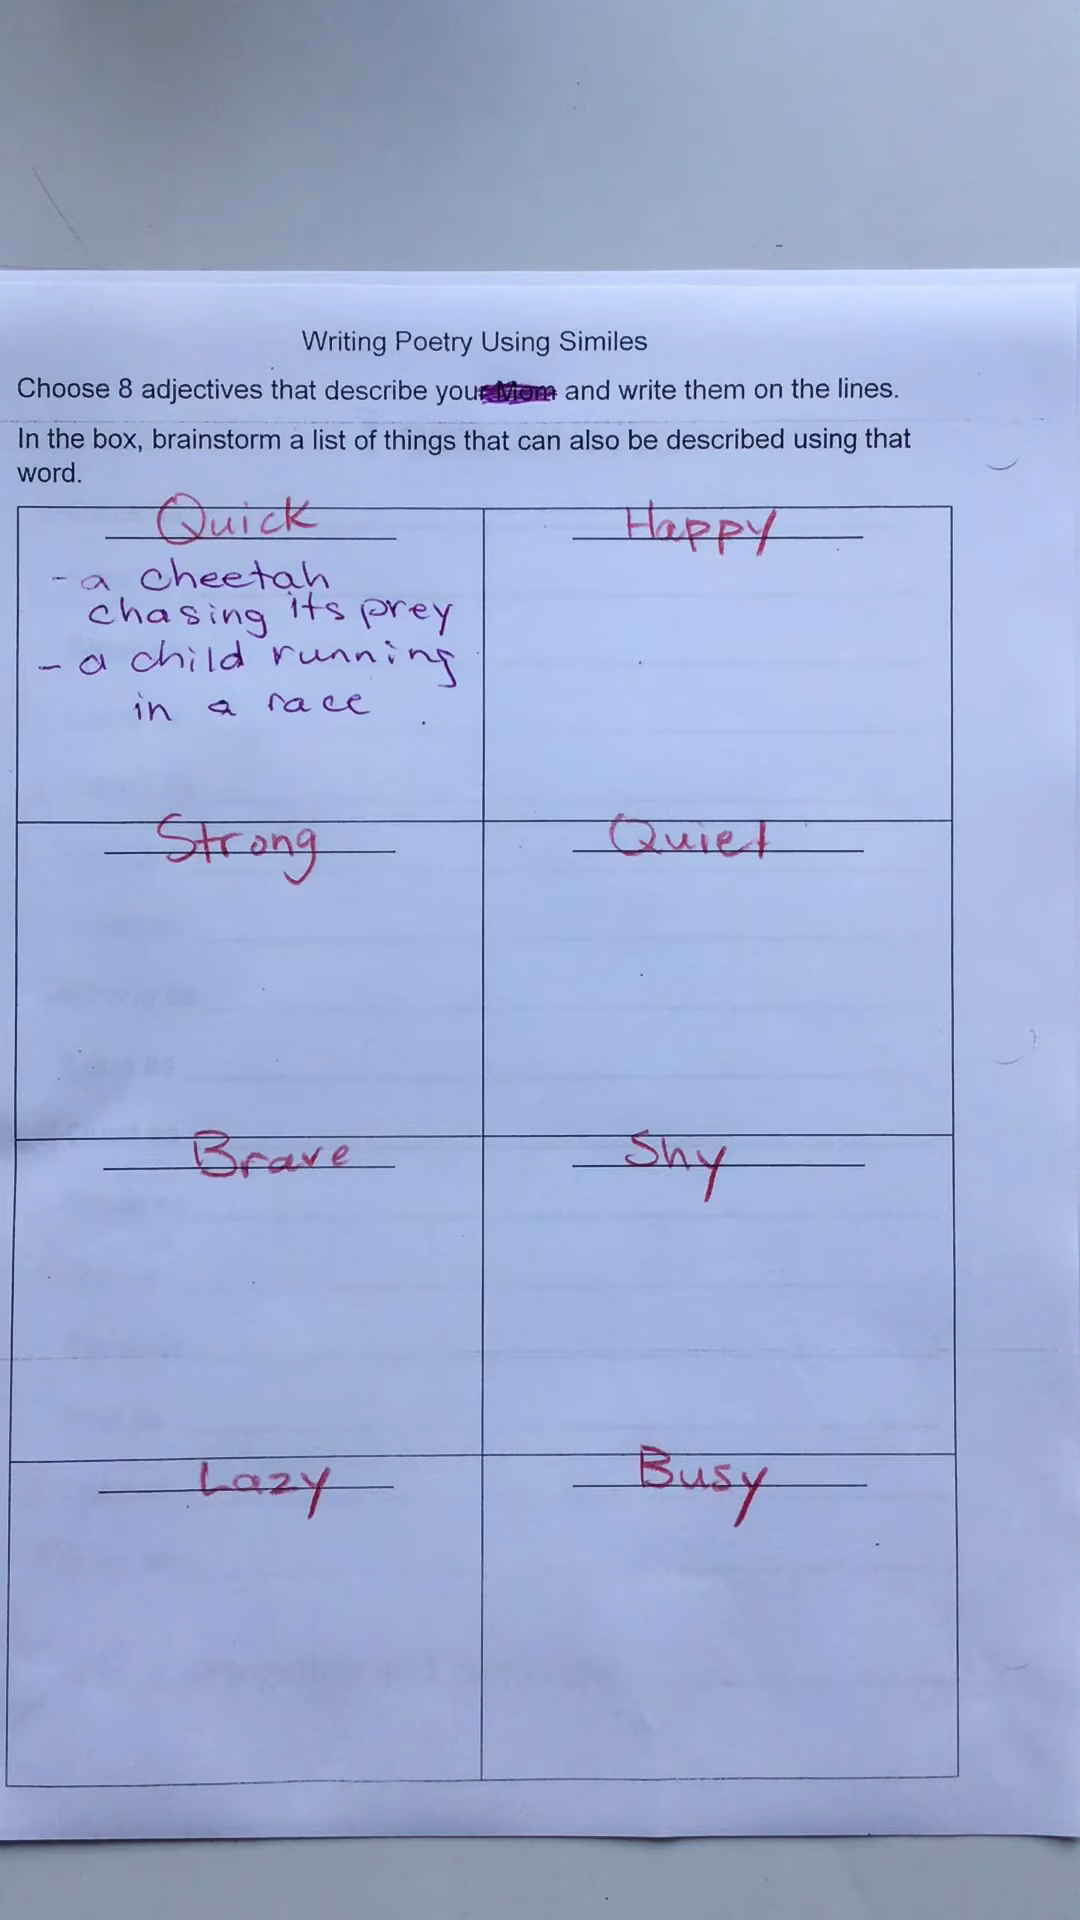 Writing Poetry Using Similes
Choose 8 adjectives that describe you and write them on the lines.
In the box, brainstorm a list of things that can also be described using that
word.
Quick
- a cheetah
chasing its prey
- a child running
in a race
Happy
Strong
Quiet
Brave
Shy
Lazy
Busy